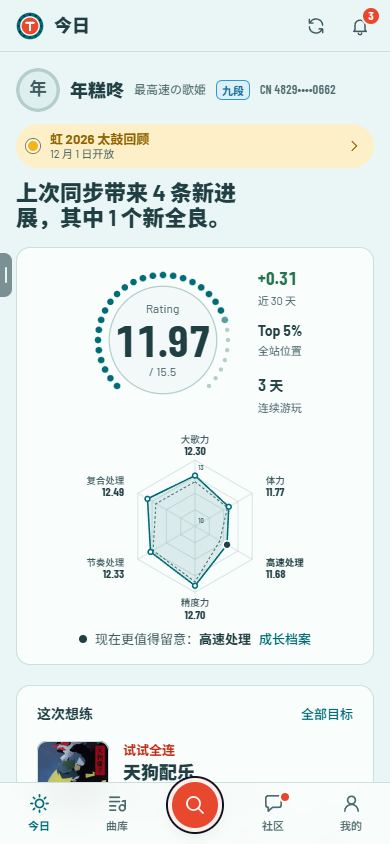 T 今日
3
年 年糕咚 最高速の歌姫 九段 CN 4829••••0662
虹 2026 太鼓回顾
12 月 1 日开放
上次同步带来 4 条新进
展，其中 1 个新全良。
Rating
11.97
/ 15.5
+0.31
近 30 天
Top 5%
全站位置
3 天
连续游玩
大歌力
12.30
复合处理
12.49
体力
11.77
13
10
节奏处理
12.33
高速处理
11.68
精度力
12.70
现在更值得留意：高速处理 成长档案
这次想练 全部目标
试试全连
天狗配乐
今日 曲库 社区 我的